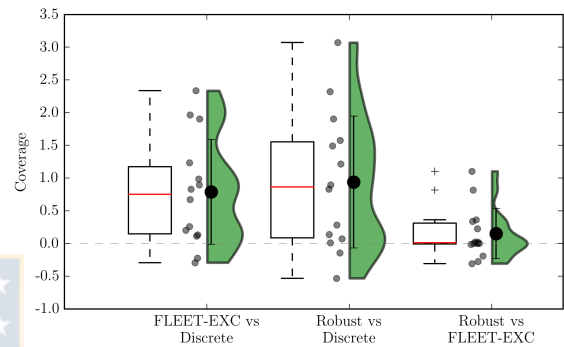 3.5
3.0
2.5
2.0
1.5
1.0
0.5
0.0
-0.5
-1.0
Coverage
FLEET-EXC vs
Discrete
Robust vs
Discrete
Robust vs
FLEET-EXC